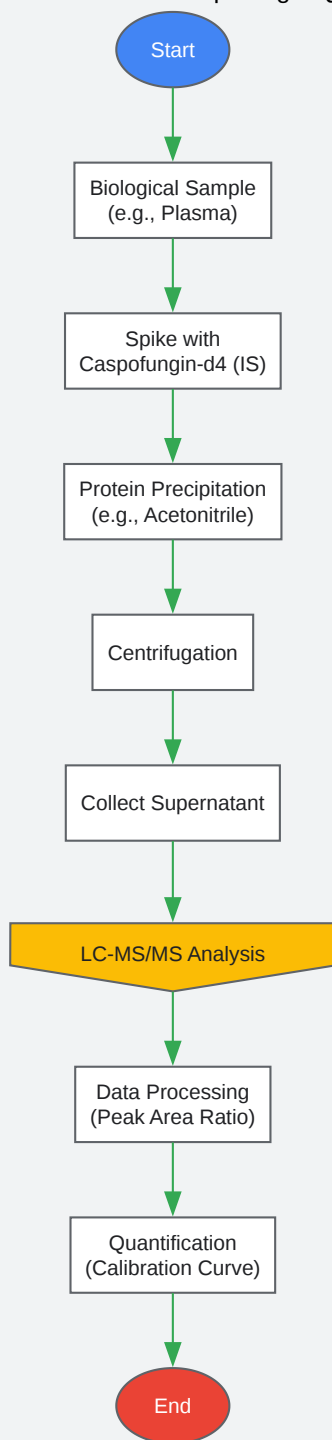 Start
Biological Sample
(e.g., Plasma)
Spike with
Caspofungin-d4 (IS)
Protein Precipitation
(e.g., Acetonitrile)
Centrifugation
Collect Supernatant
LC-MS/MS Analysis
Data Processing
(Peak Area Ratio)
Quantification
(Calibration Curve)
End